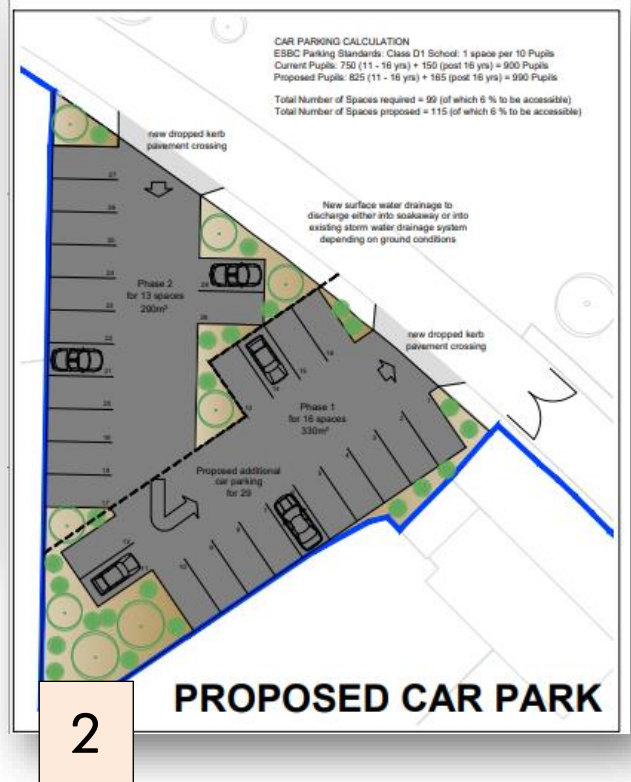 CAR PARKING CALCULATION
ESBC Parking Standards: Class D1 School: 1 space per 10 Pupils
Current Pupils: 750 (11 - 16 yrs) + 150 (post 16 yrs) = 900 Pupils
Proposed Pupils: 825 (11 - 16 yrs) + 165 (post 16 yrs) = 990 Pupils
Total Number of Spaces required = 99 (of which 6 % to be accessible)
Total Number of Spaces proposed = 115 (of which 6 % to be accessible)
new dropped kerb
pavement crossing
New surface water drainage to
discharge either into soakaway or into
existing storm water drainage system
depending on ground conditions
Phase 2
for 13 spaces
290m²
new dropped kerb
pavement crossing
Phase 1
for 16 spaces
330m²
Proposed additional
car parking
for 29
PROPOSED CAR PARK
2